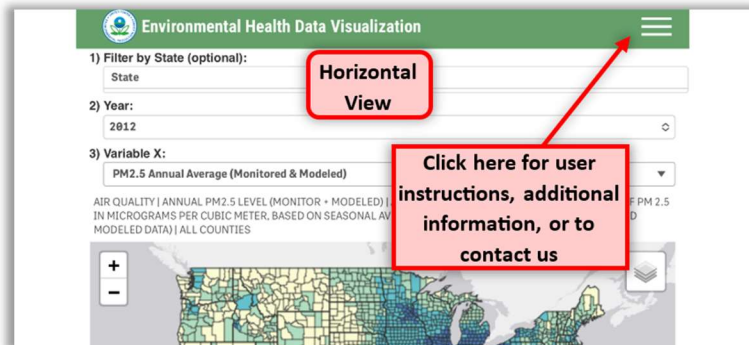 Environmental Health Data Visualization
1) Filter by State (optional):
State
Horizontal
View
2) Year:
2012
3) Variable X:
PM2.5 Annual Average (Monitored & Modeled)
Click here for user
instructions, additional
information, or to
contact us
AIR QUALITY | ANNUAL PM2.5 LEVEL (MONITOR + MODELED) |
F PM 2.5
IN MICROGRAMS PER CUBIC METER, BASED ON SEASONAL AV
D
MODELED DATA) | ALL COUNTIES
+
−